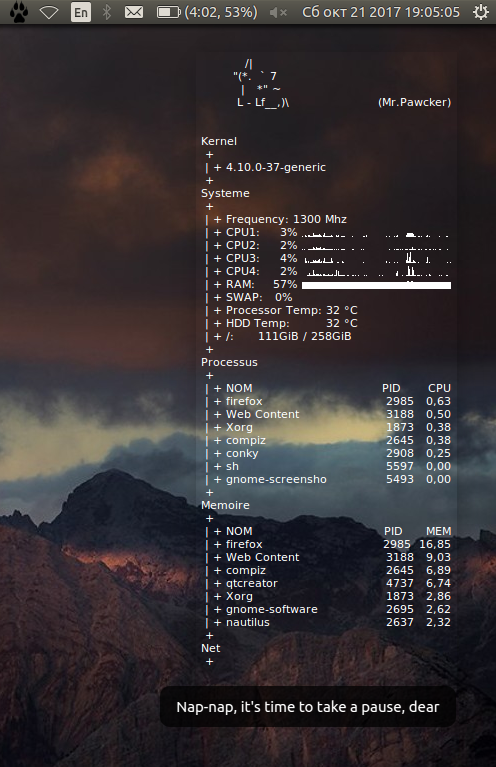 En (4:02, 53%) Сб окт 21 2017 19:05:05
/|
"(*. ` 7
| *" ~
L - Lf__,)\ (Mr.Pawcker)
Kernel
+
| + 4.10.0-37-generic
+
Systeme
+
| + Frequency: 1300 Mhz
| + CPU1: 3%
| + CPU2: 2%
| + CPU3: 4%
| + CPU4: 2%
| + RAM: 57%
| + SWAP: 0%
| + Processor Temp: 32 °C
| + HDD Temp: 32 °C
| + /: 111GiB / 258GiB
+
Processus
+
| + NOM PID CPU
| + firefox 2985 0,63
| + Web Content 3188 0,50
| + Xorg 1873 0,38
| + compiz 2645 0,38
| + conky 2908 0,25
| + sh 5597 0,00
| + gnome-screensho 5493 0,00
+
Memoire
+
| + NOM PID MEM
| + firefox 2985 16,85
| + Web Content 3188 9,03
| + compiz 2645 6,89
| + qtcreator 4737 6,74
| + Xorg 1873 2,86
| + gnome-software 2695 2,62
| + nautilus 2637 2,32
+
Net
+
Nap-nap, it's time to take a pause, dear